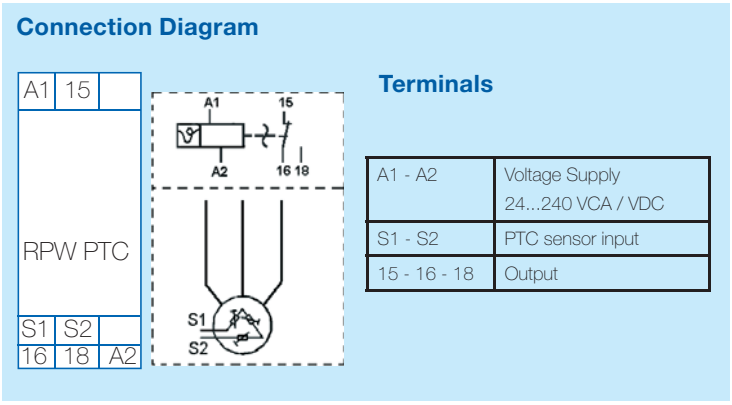 Connection Diagram
A1 15
RPW PTC
S1 S2
16 18 A2
A1 15
A2 16 18
S1
S2
Terminals
A1 - A2 Voltage Supply
24...240 VCA / VDC
S1 - S2 PTC sensor input
15 - 16 - 18 Output